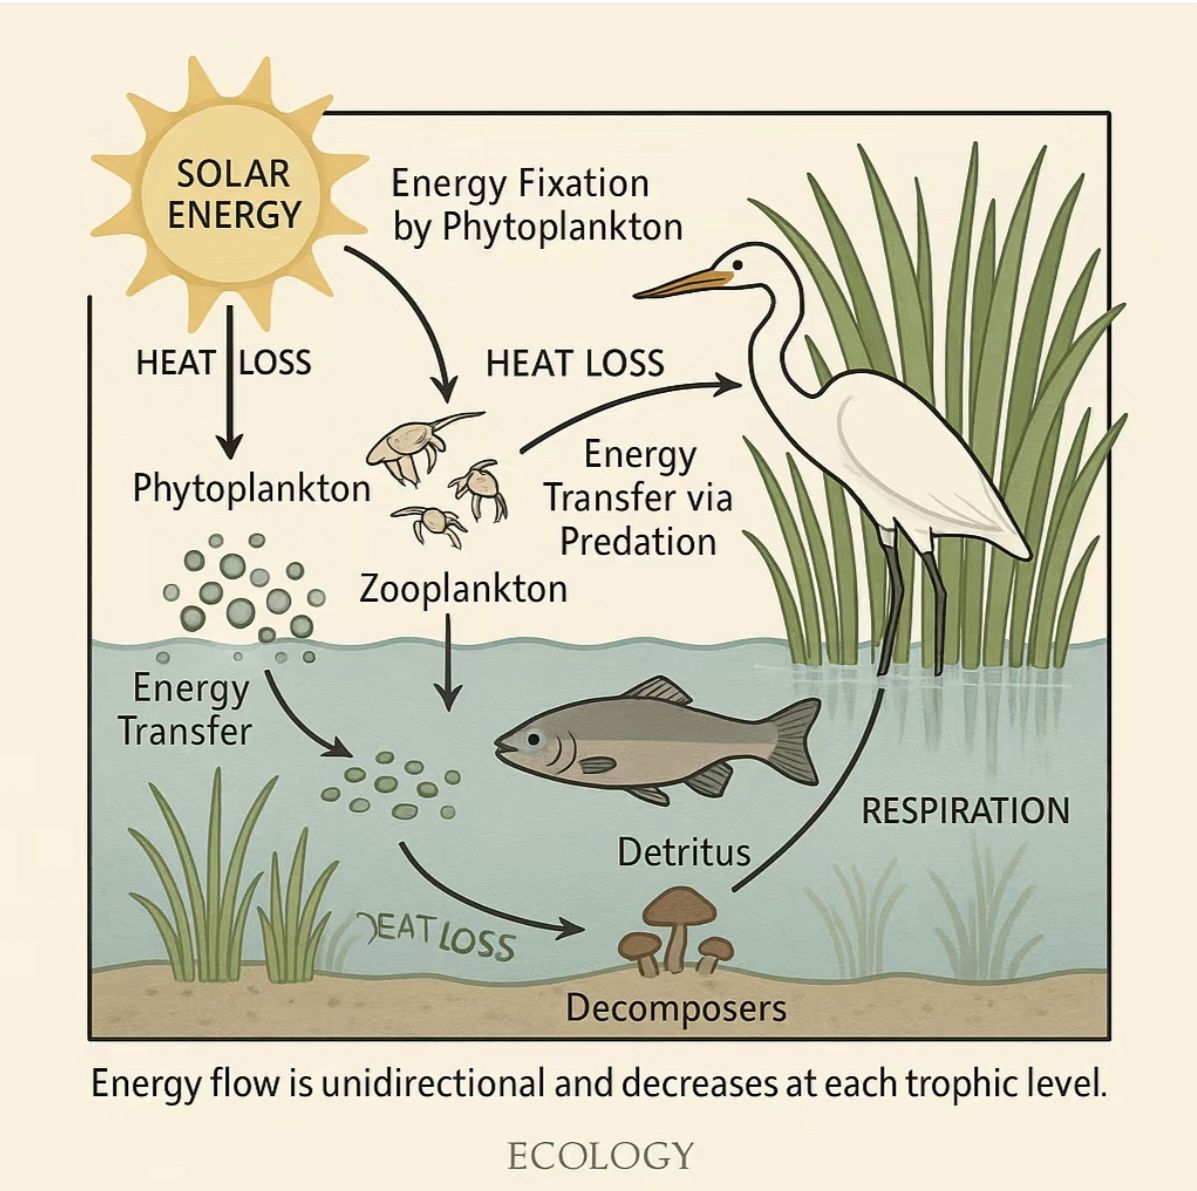 SOLAR
ENERGY
Energy Fixation
by Phytoplankton
HEAT LOSS
HEAT LOSS
Phytoplankton
Energy
Transfer via
Predation
Zooplankton
Energy
Transfer
RESPIRATION
Detritus
EAT LOSS
Decomposers
Energy flow is unidirectional and decreases at each trophic level.
ECOLOGY